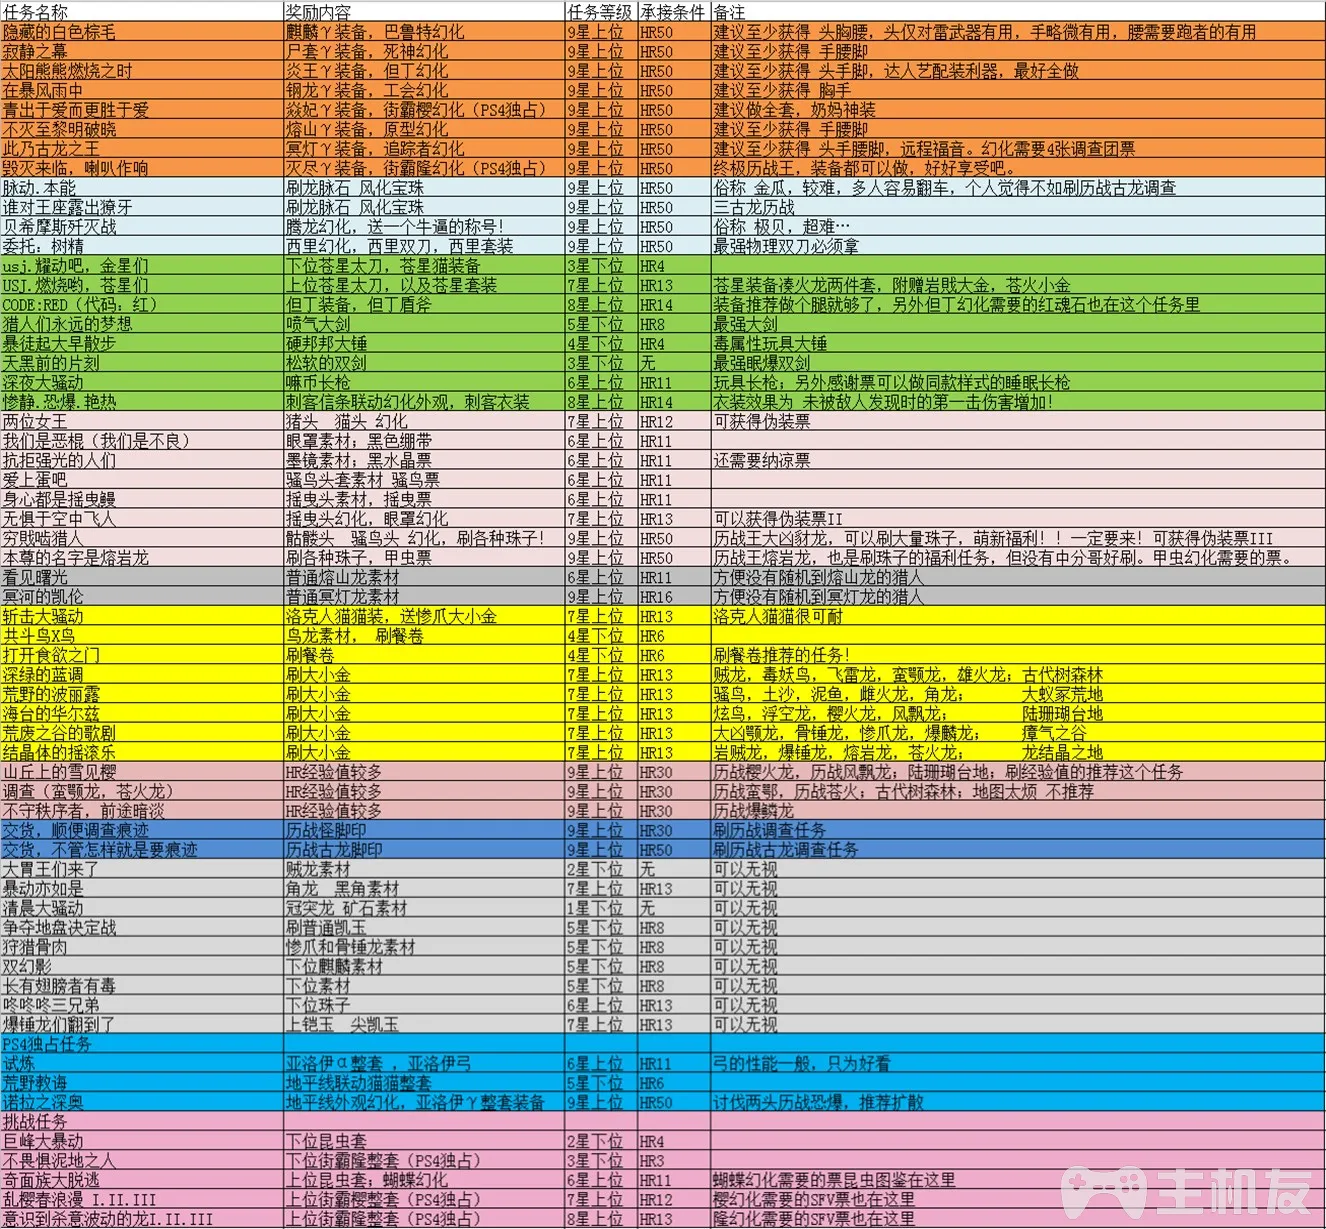 任务名称 奖励内容 任务等级 承接条件 备注
隐藏的白色棕毛 麒麟γ装备，巴鲁特幻化 9星上位 HR50 建议至少获得 头胸腰，头仅对雷武器有用，手略微有用，腰需要跑者的有用
寂静之幕 尸套γ装备，死神幻化 9星上位 HR50 建议至少获得 手腰脚
太阳熊熊燃烧之时 炎王γ装备，但丁幻化 9星上位 HR50 建议至少获得 头手脚，达人艺配装利器，最好全做
在暴风雨中 钢龙γ装备，工会幻化 9星上位 HR50 建议至少获得 胸手
青出于爱而更胜于爱 焱妃γ装备，街霸樱幻化（PS4独占） 9星上位 HR50 建议做全套，奶妈神装
不灭至黎明破晓 熔山γ装备，原型幻化 9星上位 HR50 建议至少获得 手腰脚
此乃古龙之王 冥灯γ装备，追踪者幻化 9星上位 HR50 建议至少获得 头手腰脚，远程福音。幻化需要4张调查团票
毁灭来临，喇叭作响 灭尽γ装备，街霸隆幻化（PS4独占） 9星上位 HR50 终极历战王，装备都可以做，好好享受吧。
脉动.本能 刷龙脉石 风化宝珠 9星上位 HR50 俗称 金瓜，较难，多人容易翻车，个人觉得不如刷历战古龙调查
谁对王座露出獠牙 刷龙脉石 风化宝珠 9星上位 HR50 三古龙历战
贝希摩斯歼灭战 腾龙幻化，送一个牛逼的称号！ 9星上位 HR50 俗称 极贝，超难…
委托：树精 西里幻化，西里双刀，西里套装 9星上位 HR50 最强物理双刀必须拿
usj.耀动吧，金星们 下位苍星太刀，苍星猫装备 3星下位 HR4
USJ.燃烧哟，苍星们 上位苍星太刀，以及苍星套装 7星上位 HR13 苍星装备凑火龙两件套，附赠岩贼大金，苍火小金
CODE:RED（代码：红） 但丁装备，但丁盾斧 8星上位 HR14 装备推荐做个腿就够了，另外但丁幻化需要的红魂石也在这个任务里
猎人们永远的梦想 喷气大剑 5星下位 HR8 最强大剑
暴徒起大早散步 硬邦邦大锤 4星下位 HR4 毒属性玩具大锤
天黑前的片刻 松软的双剑 3星下位 无 最强眠爆双剑
深夜大骚动 嘛币长枪 6星上位 HR11 玩具长枪；另外感谢票可以做同款样式的睡眠长枪
惨静.恐爆.艳热 刺客信条联动幻化外观，刺客衣装 8星上位 HR14 衣装效果为 未被敌人发现时的第一击伤害增加！
两位女王 猪头 猫头 幻化 7星上位 HR12 可获得伪装票
我们是恶棍（我们是不良） 眼罩素材；黑色绷带 6星上位 HR11
抗拒强光的人们 墨镜素材；黑水晶票 6星上位 HR11 还需要纳凉票
爱上蛋吧 骚鸟头套素材 骚鸟票 6星上位 HR11
身心都是摇曳鳗 摇曳头素材，摇曳票 6星上位 HR11
无惧于空中飞人 摇曳头幻化，眼罩幻化 7星上位 HR13 可以获得伪装票II
穷贱啮猎人 骷髅头 骚鸟头 幻化，刷各种珠子！ 9星上位 HR50 历战王大凶豺龙，可以刷大量珠子，萌新福利！！一定要来！可获得伪装票III
本尊的名字是熔岩龙 刷各种珠子，甲虫票 9星上位 HR50 历战王熔岩龙，也是刷珠子的福利任务，但没有中分哥好刷。甲虫幻化需要的票。
看见曙光 普通熔山龙素材 6星上位 HR11 方便没有随机到熔山龙的猎人
冥河的凯伦 普通冥灯龙素材 9星上位 HR16 方便没有随机到冥灯龙的猎人
斩击大骚动 洛克人猫猫装，送惨爪大小金 7星上位 HR13 洛克人猫猫很可耐
共斗鸟X鸟 鸟龙素材， 刷餐卷 4星下位 HR6
打开食欲之门 刷餐卷 4星下位 HR6 刷餐卷推荐的任务！
深绿的蓝调 刷大小金 7星上位 HR13 贼龙，毒妖鸟，飞雷龙，蛮颚龙，雄火龙；古代树森林
荒野的波丽露 刷大小金 7星上位 HR13 骚鸟，土沙，泥鱼，雌火龙，角龙； 大蚁冢荒地
海台的华尔兹 刷大小金 7星上位 HR13 炫鸟，浮空龙，樱火龙，风飘龙； 陆珊瑚台地
荒废之谷的歌剧 刷大小金 7星上位 HR13 大凶颚龙，骨锤龙，惨爪龙，爆麟龙； 瘴气之谷
结晶体的摇滚乐 刷大小金 7星上位 HR13 岩贼龙，爆锤龙，熔岩龙，苍火龙； 龙结晶之地
山丘上的雪见樱 HR经验值较多 9星上位 HR30 历战樱火龙，历战风飘龙；陆珊瑚台地；刷经验值的推荐这个任务
调查（蛮颚龙，苍火龙） HR经验值较多 9星上位 HR30 历战蛮鄂，历战苍火；古代树森林；地图太烦 不推荐
不守秩序者，前途暗淡 HR经验值较多 9星上位 HR30 历战爆鳞龙
交货，顺便调查痕迹 历战怪脚印 9星上位 HR30 刷历战调查任务
交货，不管怎样就是要痕迹 历战古龙脚印 9星上位 HR50 刷历战古龙调查任务
大胃王们来了 贼龙素材 2星下位 无 可以无视
暴动亦如是 角龙 黑角素材 7星上位 HR13 可以无视
清晨大骚动 冠突龙 矿石素材 1星下位 无 可以无视
争夺地盘决定战 刷普通凯玉 5星下位 HR8 可以无视
狩猎骨肉 惨爪和骨锤龙素材 5星下位 HR8 可以无视
双幻影 下位麒麟素材 5星下位 HR8 可以无视
长有翅膀者有毒 下位素材 5星下位 HR8 可以无视
咚咚咚三兄弟 下位珠子 6星上位 HR13 可以无视
爆锤龙们翻到了 上铠玉 尖凯玉 7星上位 HR13 可以无视
PS4独占任务
试炼 亚洛伊α整套 ，亚洛伊弓 6星上位 HR11 弓的性能一般，只为好看
荒野教诲 地平线联动猫猫整套 5星下位 HR6
诺拉之深奥 地平线外观幻化，亚洛伊γ整套装备 9星上位 HR50 讨伐两头历战恐爆，推荐扩散
挑战任务
巨峰大暴动 下位昆虫套 2星下位 HR4
不畏惧泥地之人 下位街霸隆整套（PS4独占） 3星下位 HR3
奇面族大脱逃 上位昆虫套；蝴蝶幻化 6星上位 HR11 蝴蝶幻化需要的票昆虫图鉴在这里
乱樱春浪漫 I.II.III 上位街霸樱整套（PS4独占） 7星上位 HR12 樱幻化需要的SFV票也在这里
意识到杀意波动的龙I.II.III 上位街霸隆整套（PS4独占） 8星上位 HR13 隆幻化需要的SFV票也在这里
主机友